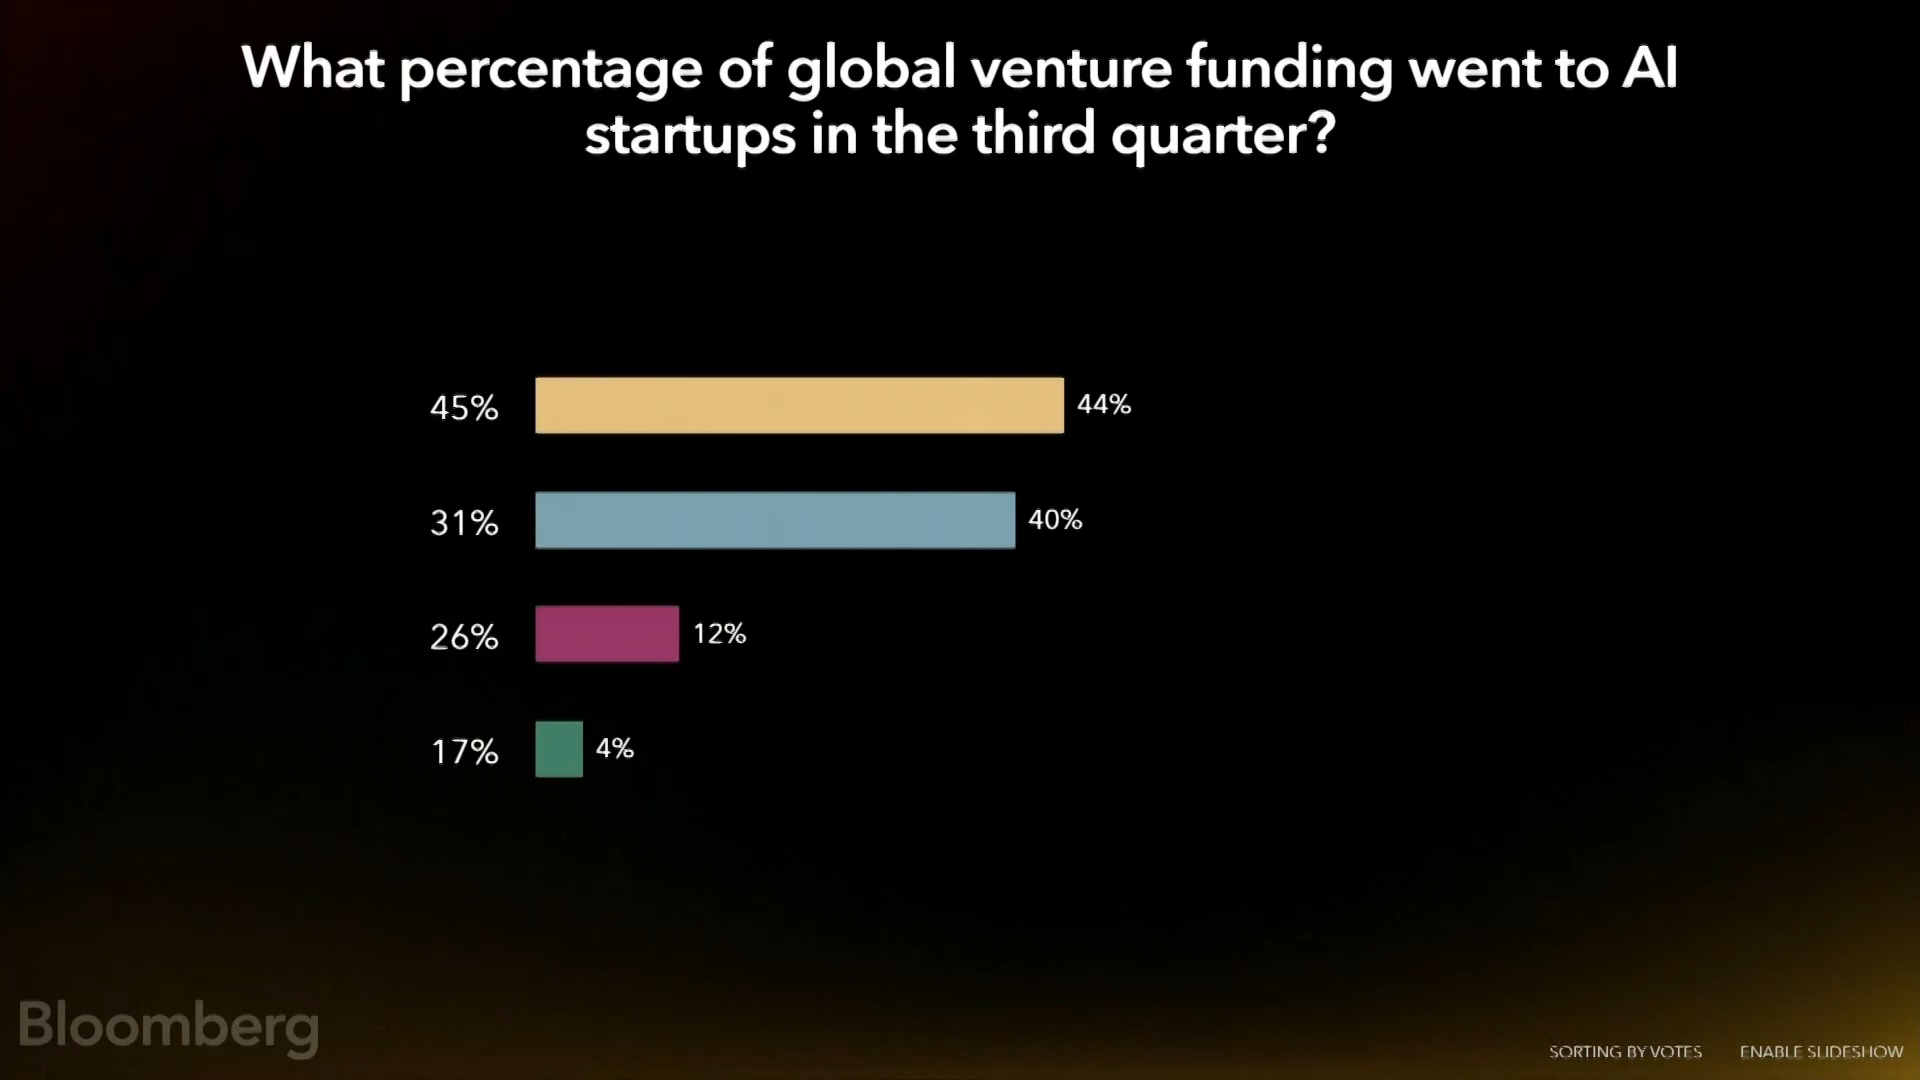 What percentage of global venture funding went to AI
startups in the third quarter?
45% 44%
31% 40%
26% 12%
17% 4%
Bloomberg
SORTING BY VOTES ENABLE SLIDESHOW